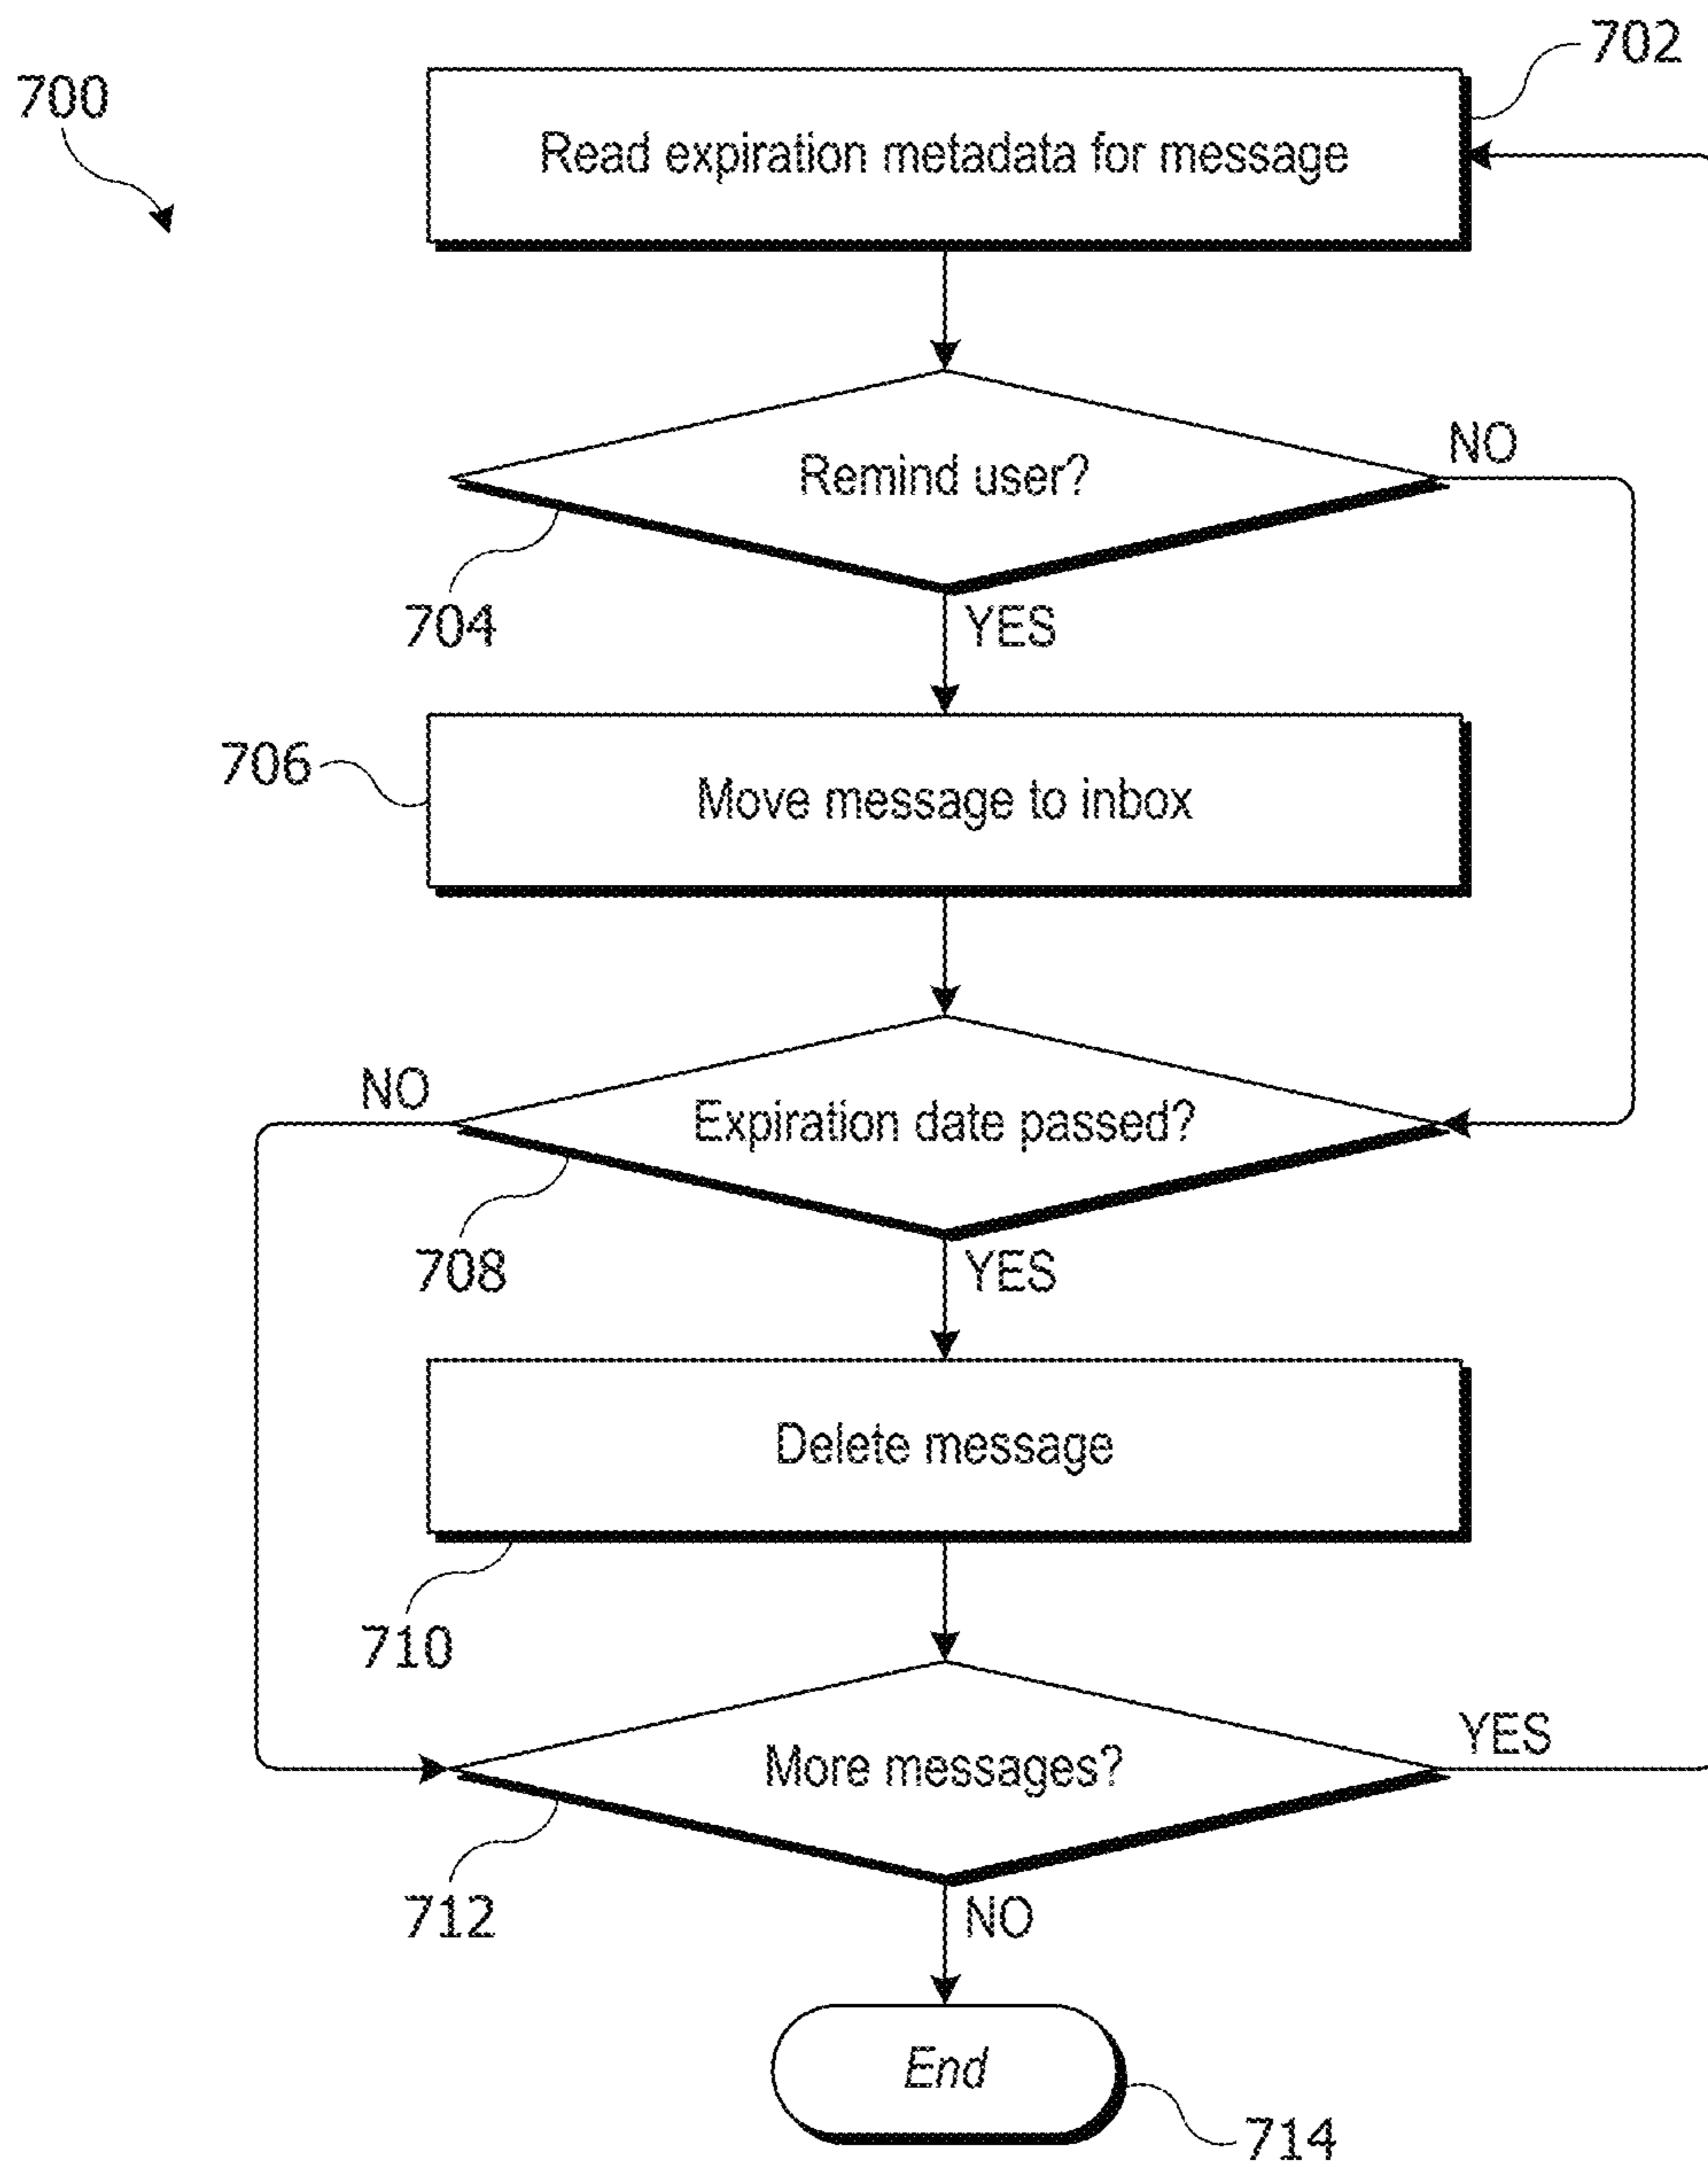 702
700
Read expiration metadata for message
NO
Remind user?
704
YES
706
Move message to inbox
NO
Expiration date passed?
708
YES
Delete message
710
YES
More messages?
712
NO
End
714